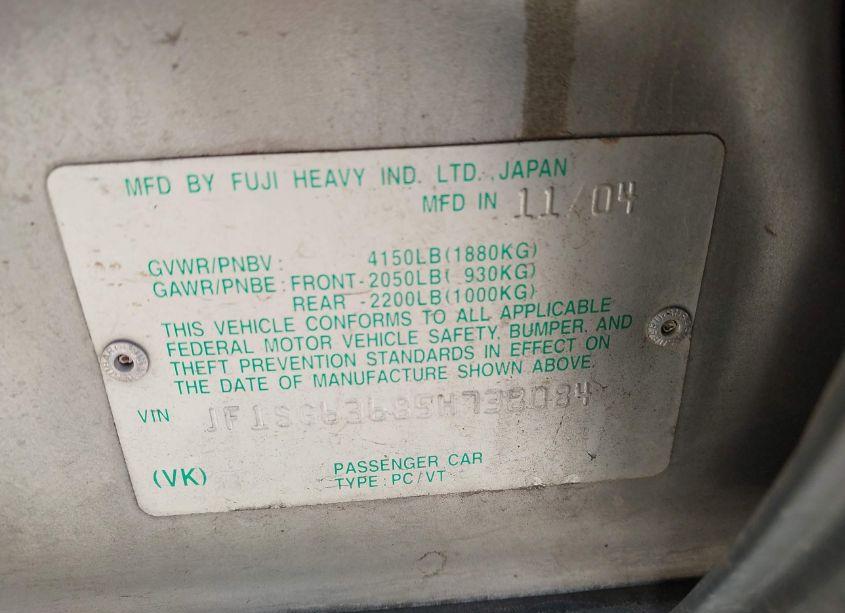 MFD BY FUJI HEAVY IND. LTD. JAPAN
MFD IN 11/04
GVWR/PNBV: 4150LB(1880KG)
GAWR/PNBE: FRONT-2050LB( 930KG)
REAR -2200LB(1000KG)
THIS VEHICLE CONFORMS TO ALL APPLICABLE
FEDERAL MOTOR VEHICLE SAFETY, BUMPER, AND
THEFT PREVENTION STANDARDS IN EFFECT ON
THE DATE OF MANUFACTURE SHOWN ABOVE.
VIN
(VK)
PASSENGER CAR
TYPE: PC/VT